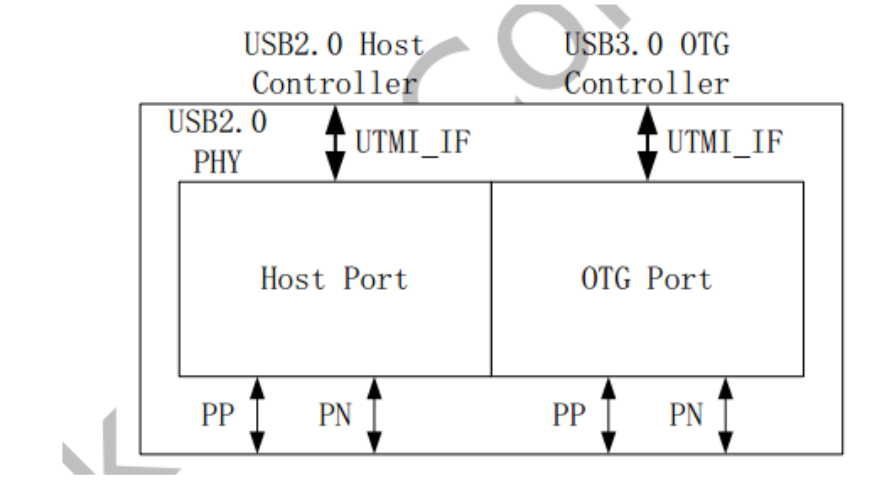 USB2.0 Host
Controller
USB3.0 OTG
Controller
USB2.0
PHY
UTMI_IF
UTMI_IF
Host Port
OTG Port
PP
PN
PP
PN